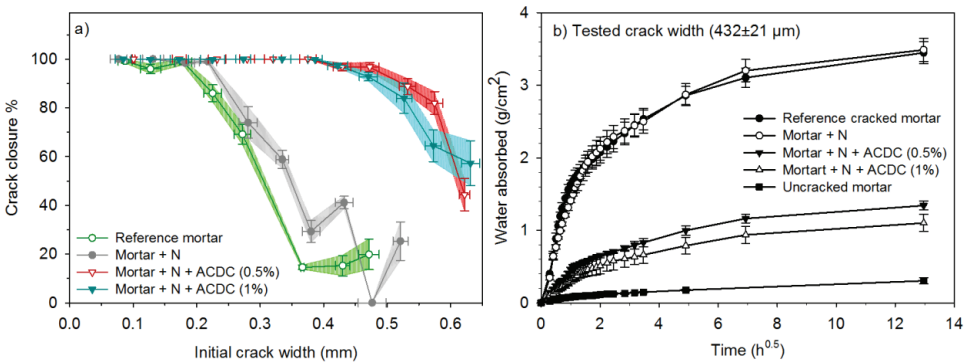 a)
Crack closure %
120
100
80
60
40
20
0
Reference mortar
Mortar + N
Mortar + N + ACDC (0.5%)
Mortar + N + ACDC (1%)
0.0 0.1 0.2 0.3 0.4 0.5 0.6
Initial crack width (mm)
b) Tested crack width (432±21 µm)
Water absorbed (g/cm²)
4
3
2
1
0
Reference cracked mortar
Mortar + N
Mortar + N + ACDC (0.5%)
Mortart + N + ACDC (1%)
Uncracked mortar
0 2 4 6 8 10 12 14
Time (h⁰·⁵)